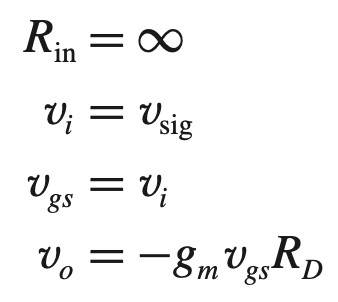 R_in = ∞
v_i = v_sig
v_gs = v_i
v_o = −g_m v_gs R_D